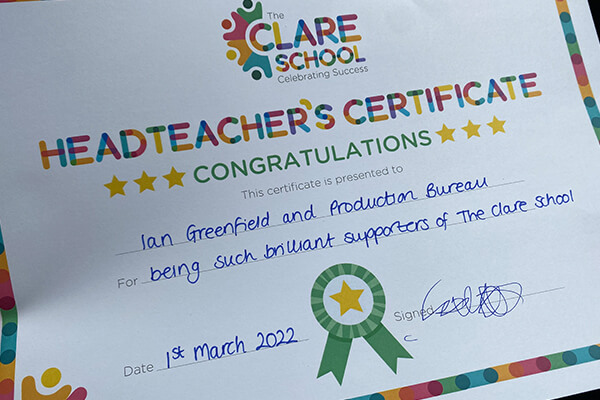 The
CLARE
SCHOOL
Celebrating Success
HEADTEACHER'S CERTIFICATE
CONGRATULATIONS
This certificate is presented to
Ian Greenfield and Production Bureau
For being such brilliant supporters of The Clare School
Date 1st March 2022
Signed